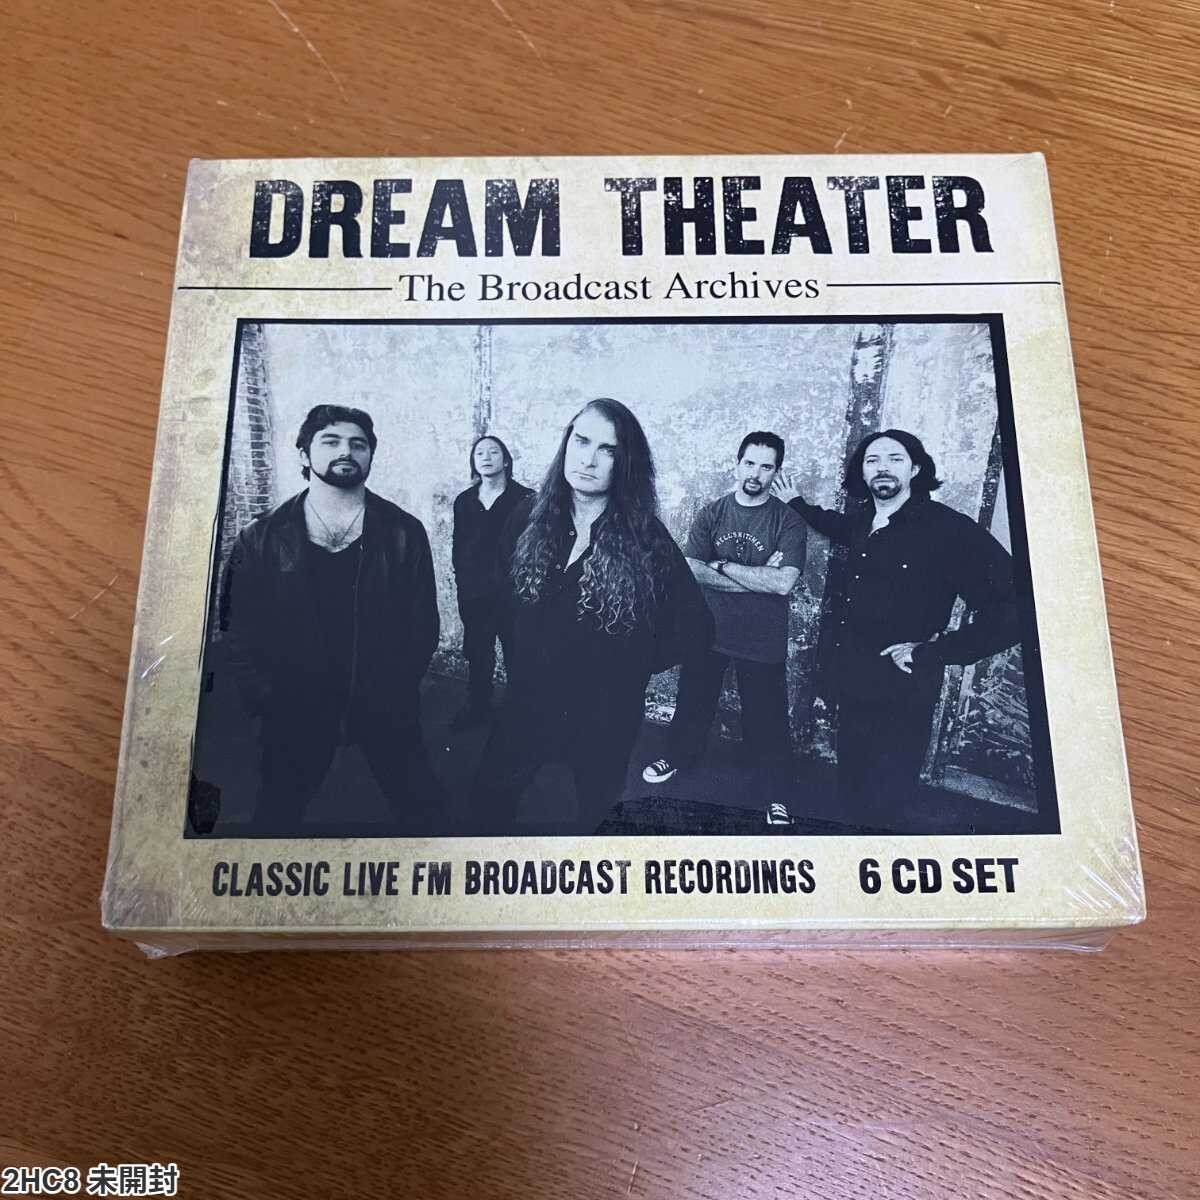 DREAM THEATER
The Broadcast Archives
HELL'S KITCHEN
CLASSIC LIVE FM BROADCAST RECORDINGS 6 CD SET
2HC8 未開封